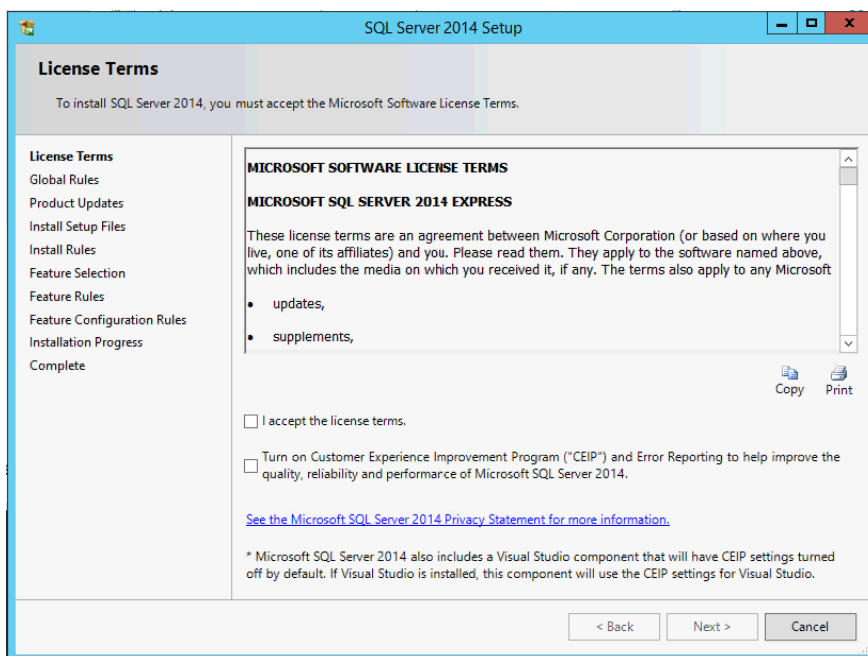 SQL Server 2014 Setup
License Terms
To install SQL Server 2014, you must accept the Microsoft Software License Terms.
License Terms
Global Rules
Product Updates
Install Setup Files
Install Rules
Feature Selection
Feature Rules
Feature Configuration Rules
Installation Progress
Complete
MICROSOFT SOFTWARE LICENSE TERMS
MICROSOFT SQL SERVER 2014 EXPRESS
These license terms are an agreement between Microsoft Corporation (or based on where you
live, one of its affiliates) and you. Please read them. They apply to the software named above,
which includes the media on which you received it, if any. The terms also apply to any Microsoft
• updates,
• supplements,
Copy
Print
I accept the license terms.
Turn on Customer Experience Improvement Program ("CEIP") and Error Reporting to help improve the
quality, reliability and performance of Microsoft SQL Server 2014.
See the Microsoft SQL Server 2014 Privacy Statement for more information.
* Microsoft SQL Server 2014 also includes a Visual Studio component that will have CEIP settings turned
off by default. If Visual Studio is installed, this component will use the CEIP settings for Visual Studio.
< Back
Next >
Cancel